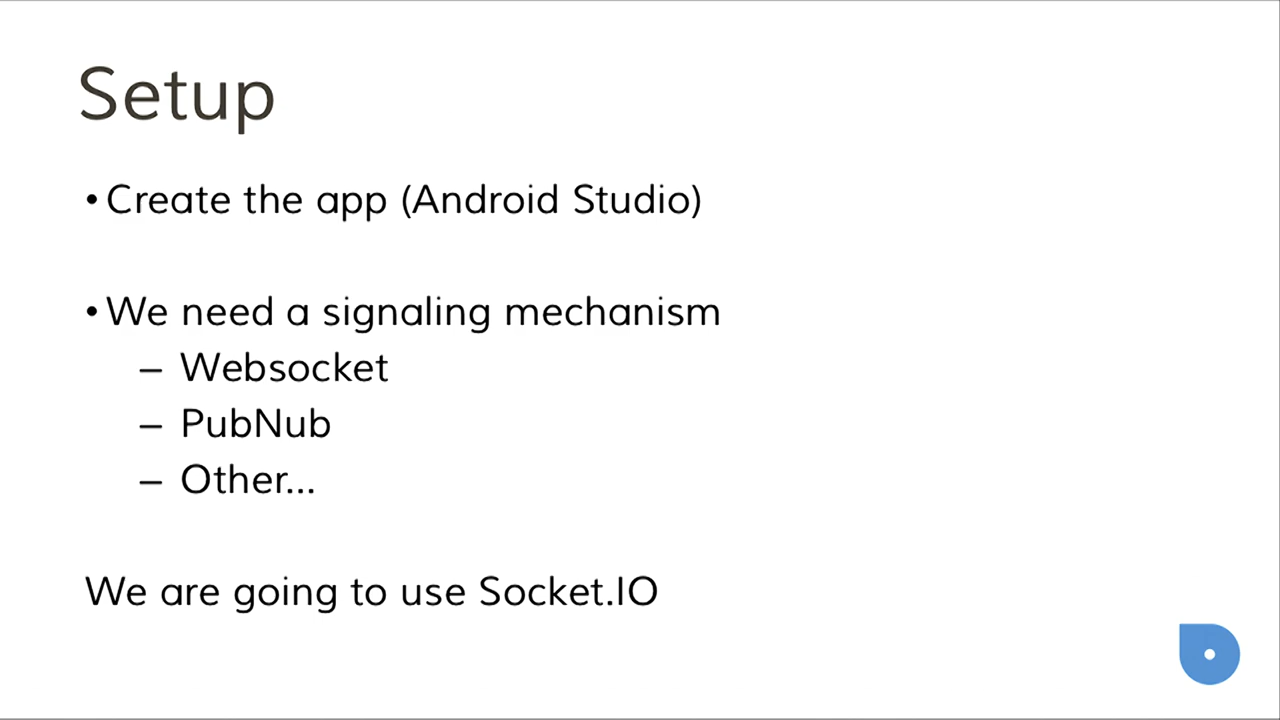 Setup
• Create the app (Android Studio)
• We need a signaling mechanism
– Websocket
– PubNub
– Other...
We are going to use Socket.IO